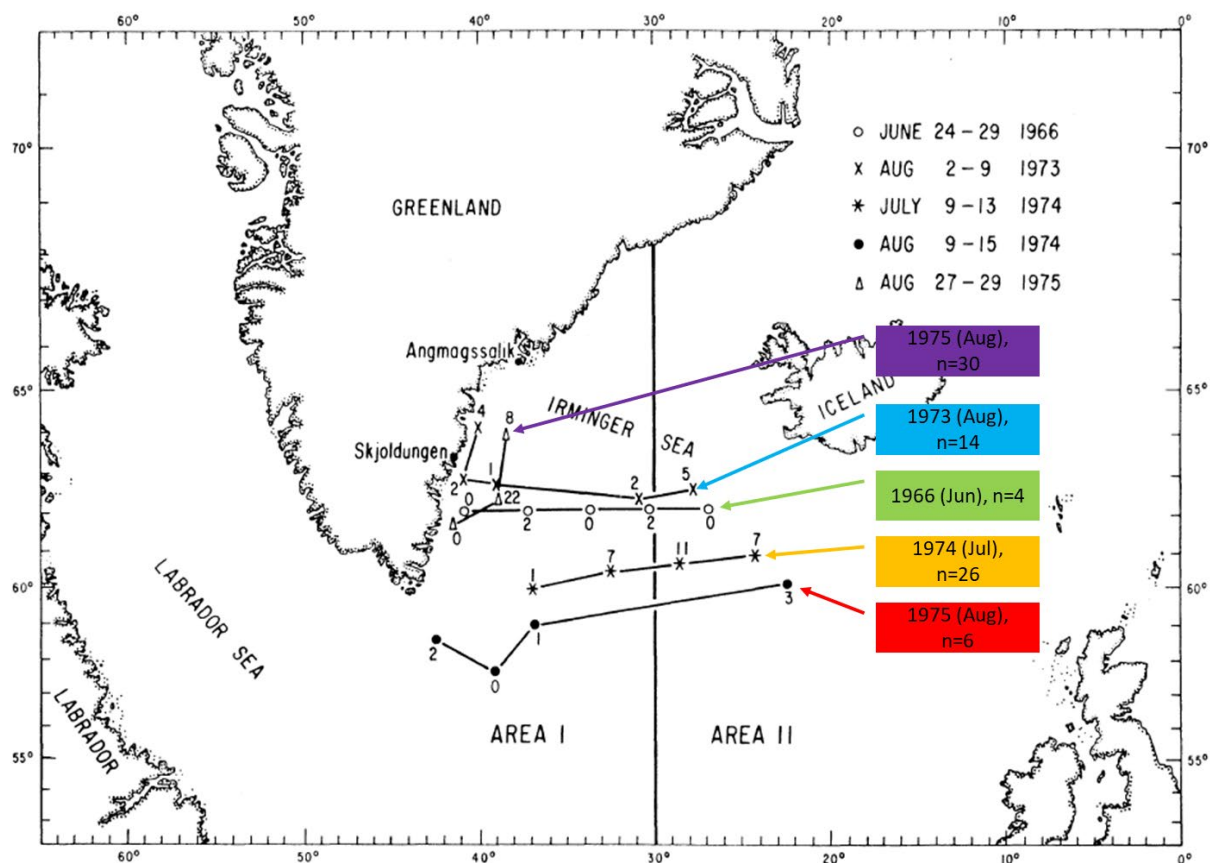 60° 50° 40° 30° 20° 10° 0°
70° 70°
65° 65°
60° 60°
55° 55°
60° 50° 40° 30° 20° 10° 0°
○ JUNE 24 – 29 1966
x AUG 2 – 9 1973
* JULY 9 – 13 1974
● AUG 9 – 15 1974
△ AUG 27 – 29 1975
GREENLAND
Angmagssalik
Skjoldungen
IRMINGER SEA
ICELAND
LABRADOR SEA
LABRADOR
AREA I
AREA II
4 8
2 1 2 5
0 22
0 2 0 2 0
1 7 11 7
2 0 1 3
1975 (Aug),
n=30
1973 (Aug),
n=14
1966 (Jun), n=4
1974 (Jul),
n=26
1975 (Aug),
n=6